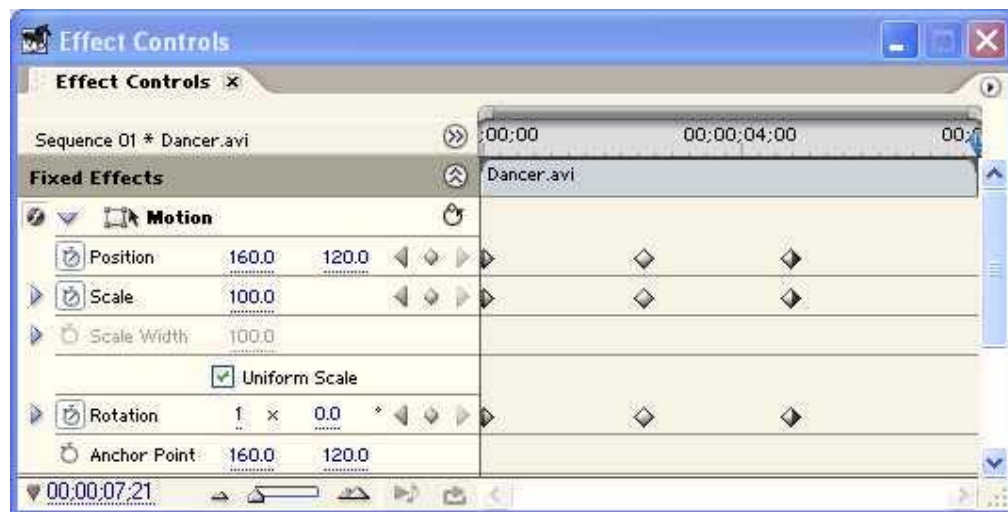 Effect Controls
Effect Controls
Sequence 01 * Dancer.avi ;00;00 00;00;04;00 00;
Fixed Effects Dancer.avi
Motion
Position 160.0 120.0
Scale 100.0
Scale Width 100.0
Uniform Scale
Rotation 1 x 0.0 °
Anchor Point 160.0 120.0
00;00;07;21